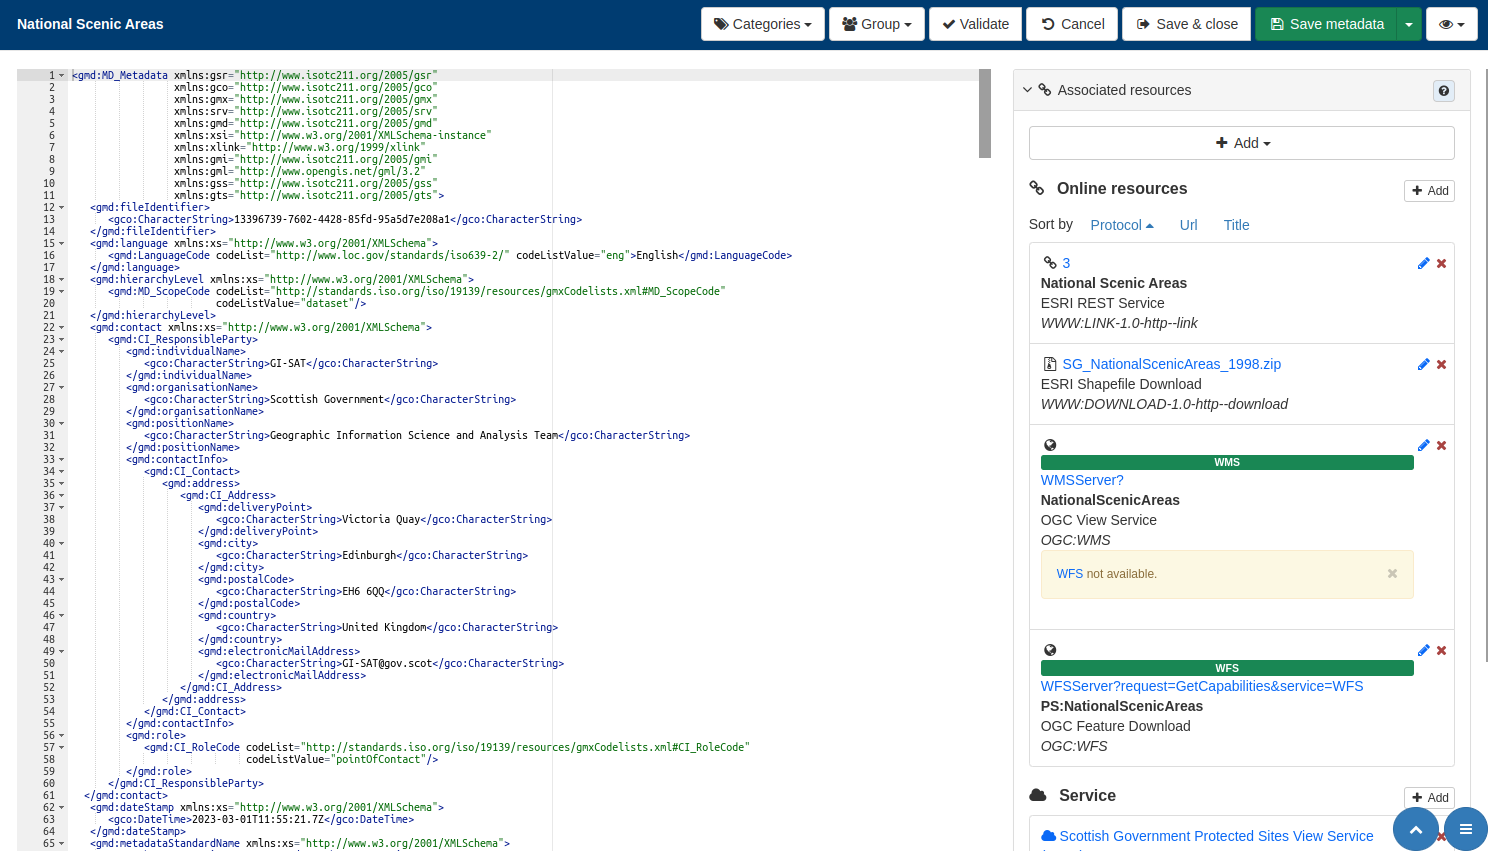 National Scenic Areas
Categories
Group
Validate
Cancel
Save & close
Save metadata
1 <gmd:MD_Metadata xmlns:gsr="http://www.isotc211.org/2005/gsr"
2 xmlns:gco="http://www.isotc211.org/2005/gco"
3 xmlns:gmx="http://www.isotc211.org/2005/gmx"
4 xmlns:srv="http://www.isotc211.org/2005/srv"
5 xmlns:gmd="http://www.isotc211.org/2005/gmd"
6 xmlns:xsi="http://www.w3.org/2001/XMLSchema-instance"
7 xmlns:xlink="http://www.w3.org/1999/xlink"
8 xmlns:gmi="http://www.isotc211.org/2005/gmi"
9 xmlns:gml="http://www.opengis.net/gml/3.2"
10 xmlns:gss="http://www.isotc211.org/2005/gss"
11 xmlns:gts="http://www.isotc211.org/2005/gts">
12 <gmd:fileIdentifier>
13 <gco:CharacterString>13396739-7602-4428-85fd-95a5d7e208a1</gco:CharacterString>
14 </gmd:fileIdentifier>
15 <gmd:language xmlns:xs="http://www.w3.org/2001/XMLSchema">
16 <gmd:LanguageCode codeList="http://www.loc.gov/standards/iso639-2/" codeListValue="eng">English</gmd:LanguageCode>
17 </gmd:language>
18 <gmd:hierarchyLevel xmlns:xs="http://www.w3.org/2001/XMLSchema">
19 <gmd:MD_ScopeCode codeList="http://standards.iso.org/iso/19139/resources/gmxCodelists.xml#MD_ScopeCode"
20 codeListValue="dataset"/>
21 </gmd:hierarchyLevel>
22 <gmd:contact xmlns:xs="http://www.w3.org/2001/XMLSchema">
23 <gmd:CI_ResponsibleParty>
24 <gmd:individualName>
25 <gco:CharacterString>GI-SAT</gco:CharacterString>
26 </gmd:individualName>
27 <gmd:organisationName>
28 <gco:CharacterString>Scottish Government</gco:CharacterString>
29 </gmd:organisationName>
30 <gmd:positionName>
31 <gco:CharacterString>Geographic Information Science and Analysis Team</gco:CharacterString>
32 </gmd:positionName>
33 <gmd:contactInfo>
34 <gmd:CI_Contact>
35 <gmd:address>
36 <gmd:CI_Address>
37 <gmd:deliveryPoint>
38 <gco:CharacterString>Victoria Quay</gco:CharacterString>
39 </gmd:deliveryPoint>
40 <gmd:city>
41 <gco:CharacterString>Edinburgh</gco:CharacterString>
42 </gmd:city>
43 <gmd:postalCode>
44 <gco:CharacterString>EH6 6QQ</gco:CharacterString>
45 </gmd:postalCode>
46 <gmd:country>
47 <gco:CharacterString>United Kingdom</gco:CharacterString>
48 </gmd:country>
49 <gmd:electronicMailAddress>
50 <gco:CharacterString>GI-SAT@gov.scot</gco:CharacterString>
51 </gmd:electronicMailAddress>
52 </gmd:CI_Address>
53 </gmd:address>
54 </gmd:CI_Contact>
55 </gmd:contactInfo>
56 <gmd:role>
57 <gmd:CI_RoleCode codeList="http://standards.iso.org/iso/19139/resources/gmxCodelists.xml#CI_RoleCode"
58 codeListValue="pointOfContact"/>
59 </gmd:role>
60 </gmd:CI_ResponsibleParty>
61 </gmd:contact>
62 <gmd:dateStamp xmlns:xs="http://www.w3.org/2001/XMLSchema">
63 <gco:DateTime>2023-03-01T11:55:21.7Z</gco:DateTime>
64 </gmd:dateStamp>
65 <gmd:metadataStandardName xmlns:xs="http://www.w3.org/2001/XMLSchema">
Associated resources
Add
Online resources
Add
Sort by Protocol Url Title
3
National Scenic Areas
ESRI REST Service
WWW:LINK-1.0-http--link
SG_NationalScenicAreas_1998.zip
ESRI Shapefile Download
WWW:DOWNLOAD-1.0-http--download
WMS
WMSServer?
NationalScenicAreas
OGC View Service
OGC:WMS
WFS not available.
WFS
WFSServer?request=GetCapabilities&service=WFS
PS:NationalScenicAreas
OGC Feature Download
OGC:WFS
Service
Add
Scottish Government Protected Sites View Service